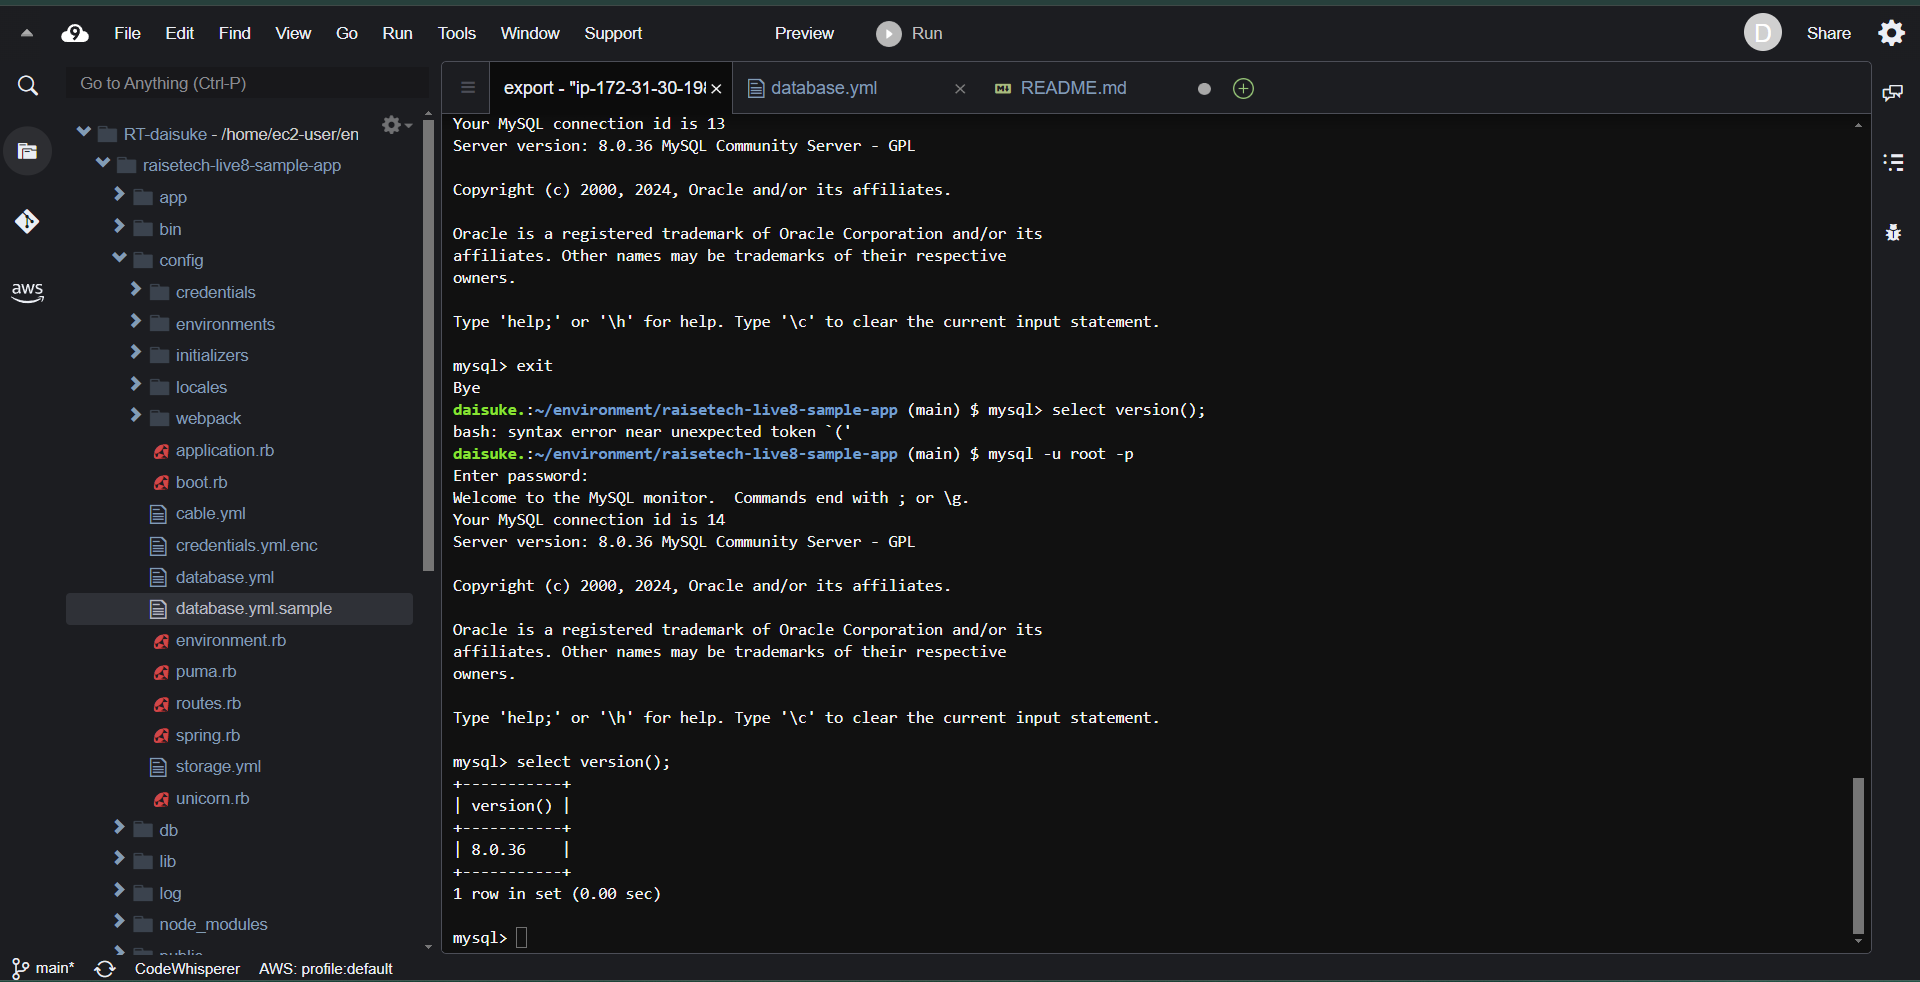 File Edit Find View Go Run Tools Window Support Preview Run D Share
Go to Anything (Ctrl-P)
export - "ip-172-31-30-198 × database.yml × README.md
aws
RT-daisuke - /home/ec2-user/en
raisetech-live8-sample-app
app
bin
config
credentials
environments
initializers
locales
webpack
application.rb
boot.rb
cable.yml
credentials.yml.enc
database.yml
database.yml.sample
environment.rb
puma.rb
routes.rb
spring.rb
storage.yml
unicorn.rb
db
lib
log
node_modules
public
Your MySQL connection id is 13
Server version: 8.0.36 MySQL Community Server - GPL
Copyright (c) 2000, 2024, Oracle and/or its affiliates.
Oracle is a registered trademark of Oracle Corporation and/or its
affiliates. Other names may be trademarks of their respective
owners.
Type 'help;' or '\h' for help. Type '\c' to clear the current input statement.
mysql> exit
Bye
daisuke.:~/environment/raisetech-live8-sample-app (main) $ mysql> select version();
bash: syntax error near unexpected token `('
daisuke.:~/environment/raisetech-live8-sample-app (main) $ mysql -u root -p
Enter password:
Welcome to the MySQL monitor.  Commands end with ; or \g.
Your MySQL connection id is 14
Server version: 8.0.36 MySQL Community Server - GPL
Copyright (c) 2000, 2024, Oracle and/or its affiliates.
Oracle is a registered trademark of Oracle Corporation and/or its
affiliates. Other names may be trademarks of their respective
owners.
Type 'help;' or '\h' for help. Type '\c' to clear the current input statement.
mysql> select version();
+-----------+
| version() |
+-----------+
| 8.0.36    |
+-----------+
1 row in set (0.00 sec)
mysql>
main* CodeWhisperer AWS: profile:default